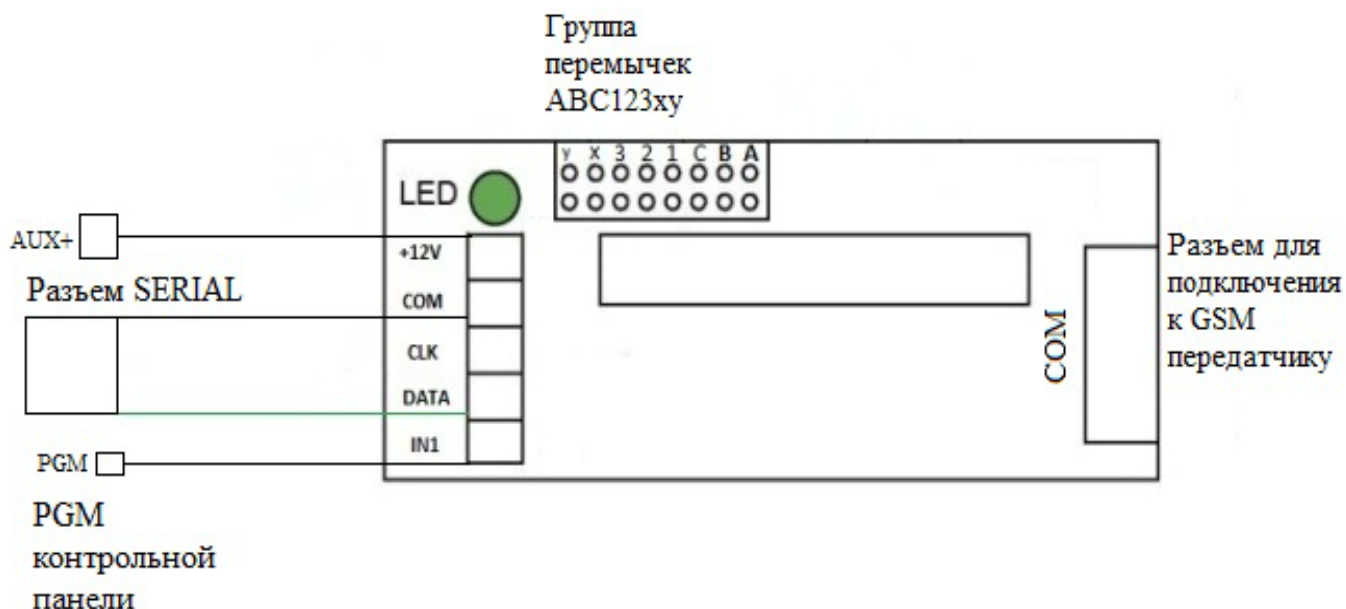 Группа
перемычек
ABC123xy
y x 3 2 1 C B A
LED
AUX+
+12V
Разъем SERIAL
COM
CLK
DATA
IN1
PGM
PGM
контрольной
панели
COM
Разъем для
подключения
к GSM
передатчику